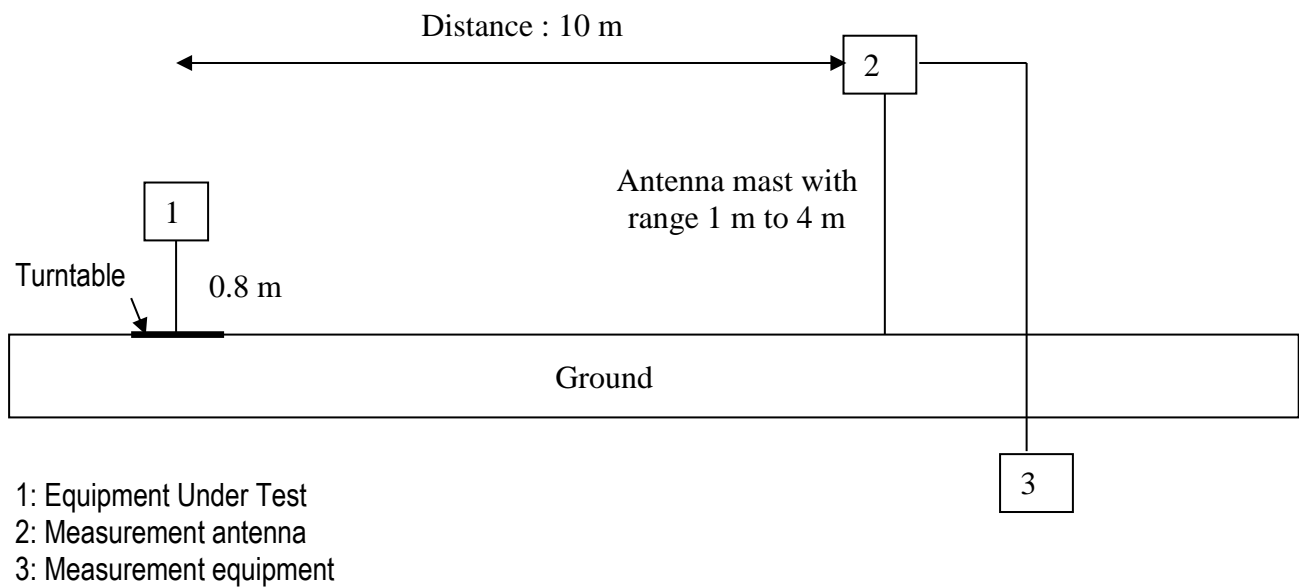 Distance : 10 m
2
Antenna mast with
range 1 m to 4 m
1
Turntable
0.8 m
Ground
3
1: Equipment Under Test
2: Measurement antenna
3: Measurement equipment